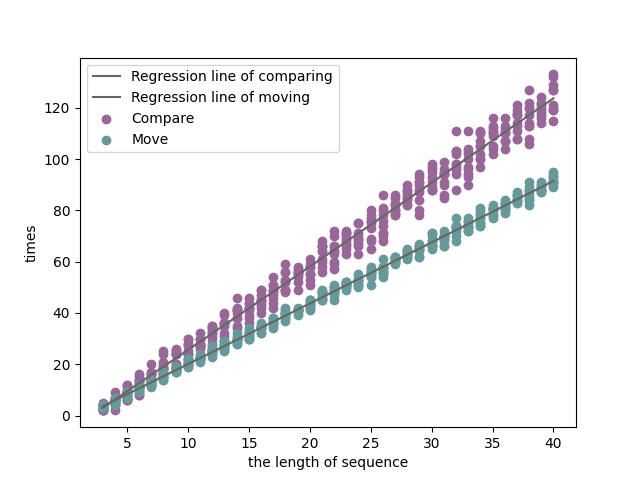 Regression line of comparing
Regression line of moving
Compare
Move
120
100
80
60
40
20
0
times
5 10 15 20 25 30 35 40
the length of sequence